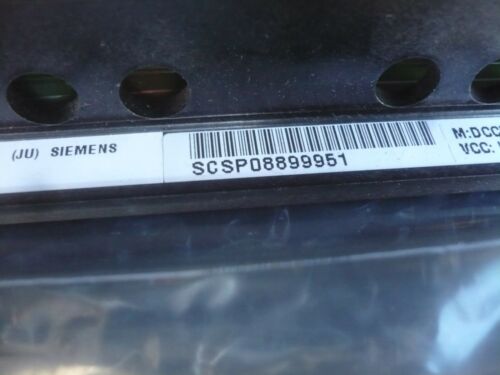 (JU) SIEMENS
SCSP08899951
M:DCC
VCC: